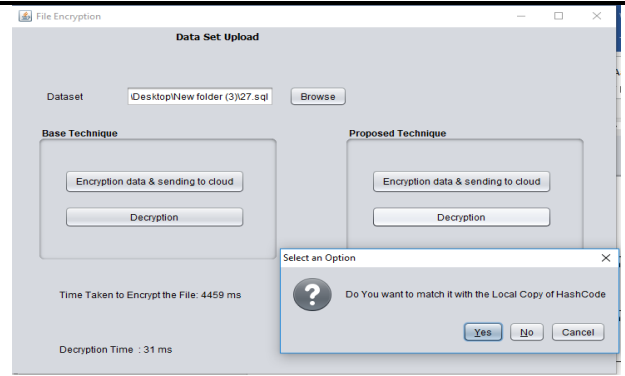 File Encryption
Data Set Upload
Dataset
\Desktop\New folder (3)\27.sql
Browse
Base Technique
Proposed Technique
Encryption data & sending to cloud
Encryption data & sending to cloud
Decryption
Decryption
Select an Option
Do You want to match it with the Local Copy of HashCode
Yes
No
Cancel
Time Taken to Encrypt the File: 4459 ms
Decryption Time : 31 ms